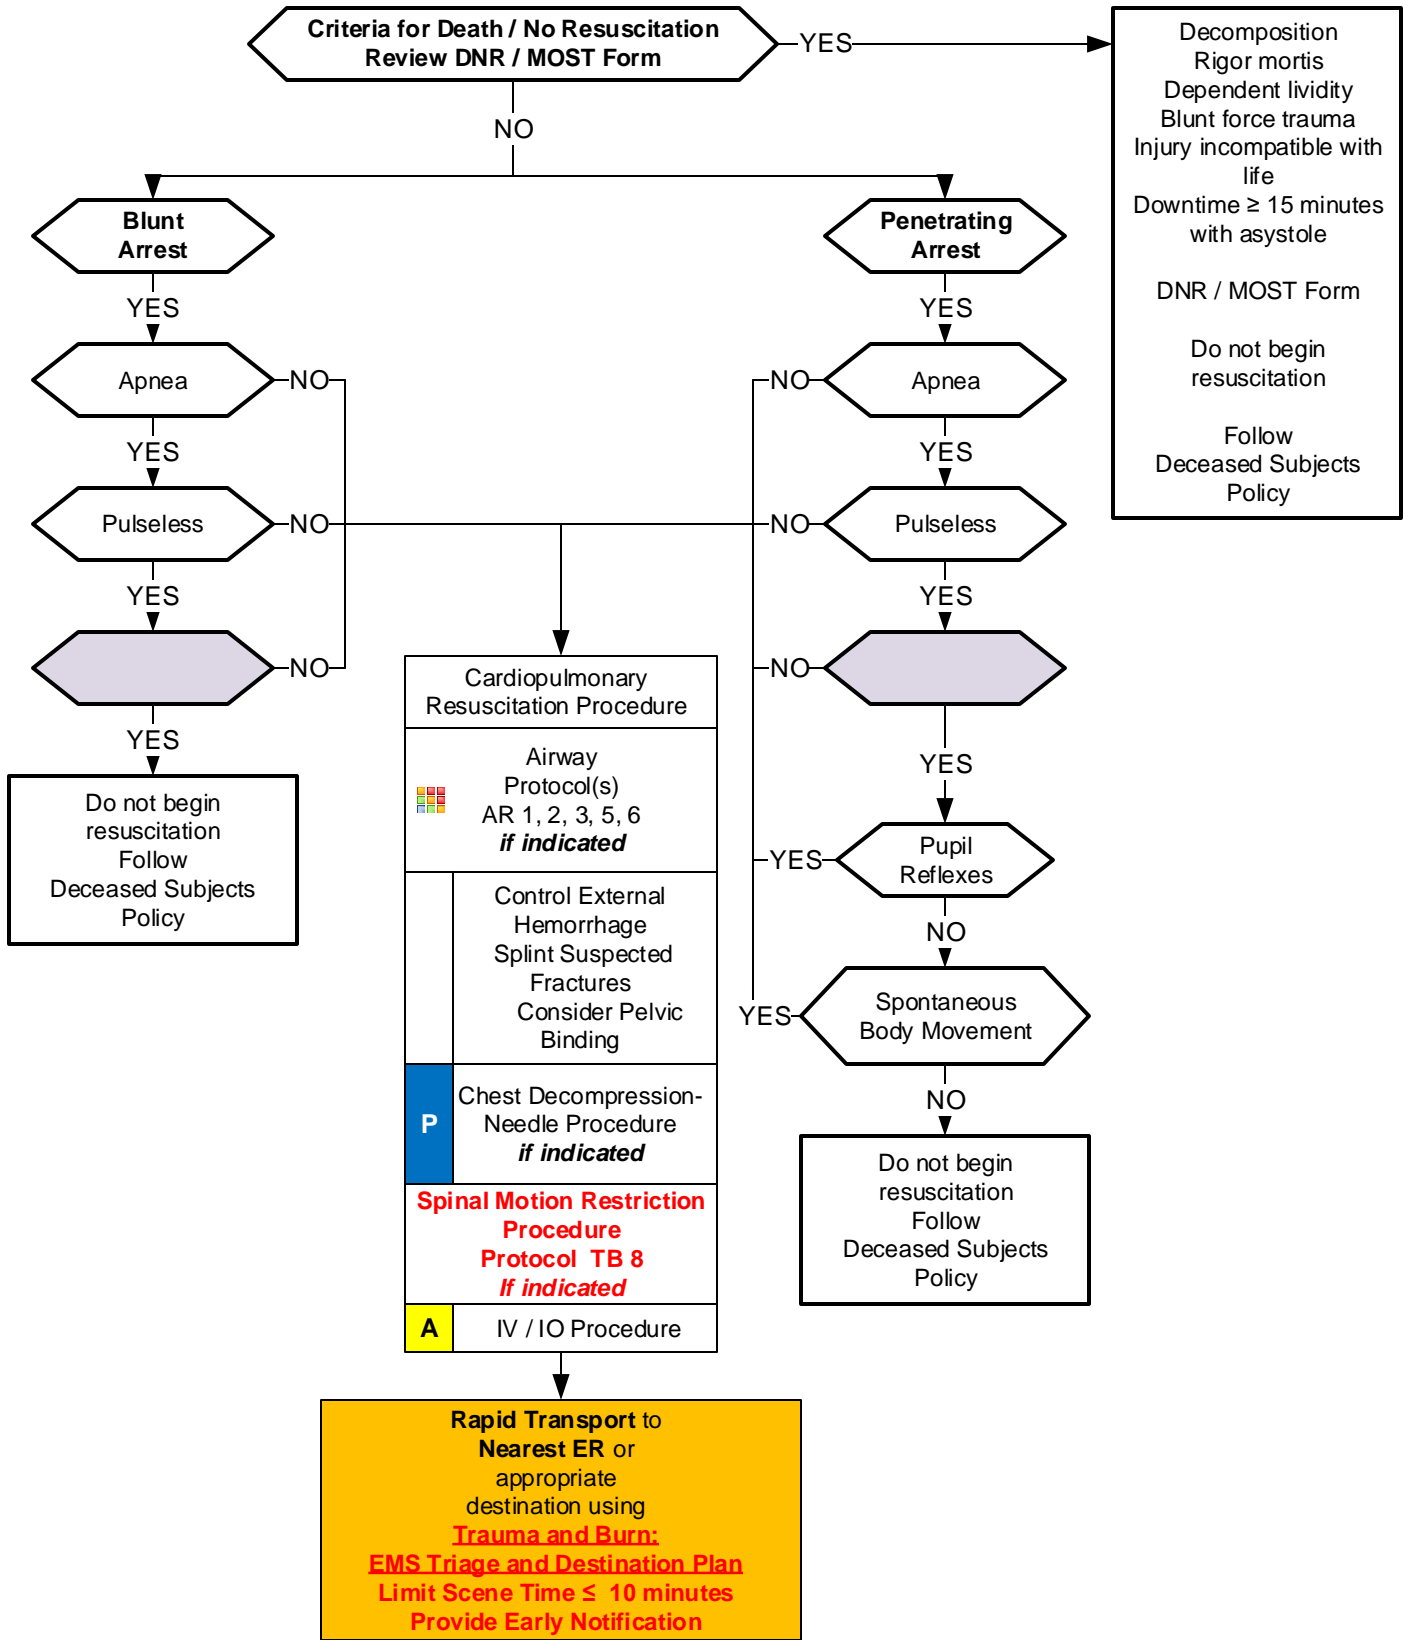 Criteria for Death / No Resuscitation
Review DNR / MOST Form
YES
Decomposition
Rigor mortis
Dependent lividity
Blunt force trauma
Injury incompatible with
life
Downtime ≥ 15 minutes
with asystole
DNR / MOST Form
Do not begin
resuscitation
Follow
Deceased Subjects
Policy
NO
Blunt
Arrest
YES
Apnea
NO
YES
Pulseless
NO
YES
NO
YES
Do not begin
resuscitation
Follow
Deceased Subjects
Policy
Penetrating
Arrest
YES
NO
Apnea
YES
NO
Pulseless
YES
NO
YES
YES
Pupil
Reflexes
NO
YES
Spontaneous
Body Movement
NO
Do not begin
resuscitation
Follow
Deceased Subjects
Policy
Cardiopulmonary
Resuscitation Procedure
Airway
Protocol(s)
AR 1, 2, 3, 5, 6
if indicated
Control External
Hemorrhage
Splint Suspected
Fractures
Consider Pelvic
Binding
P
Chest Decompression-
Needle Procedure
if indicated
Spinal Motion Restriction
Procedure
Protocol TB 8
If indicated
A
IV / IO Procedure
Rapid Transport to
Nearest ER or
appropriate
destination using
Trauma and Burn:
EMS Triage and Destination Plan
Limit Scene Time ≤ 10 minutes
Provide Early Notification